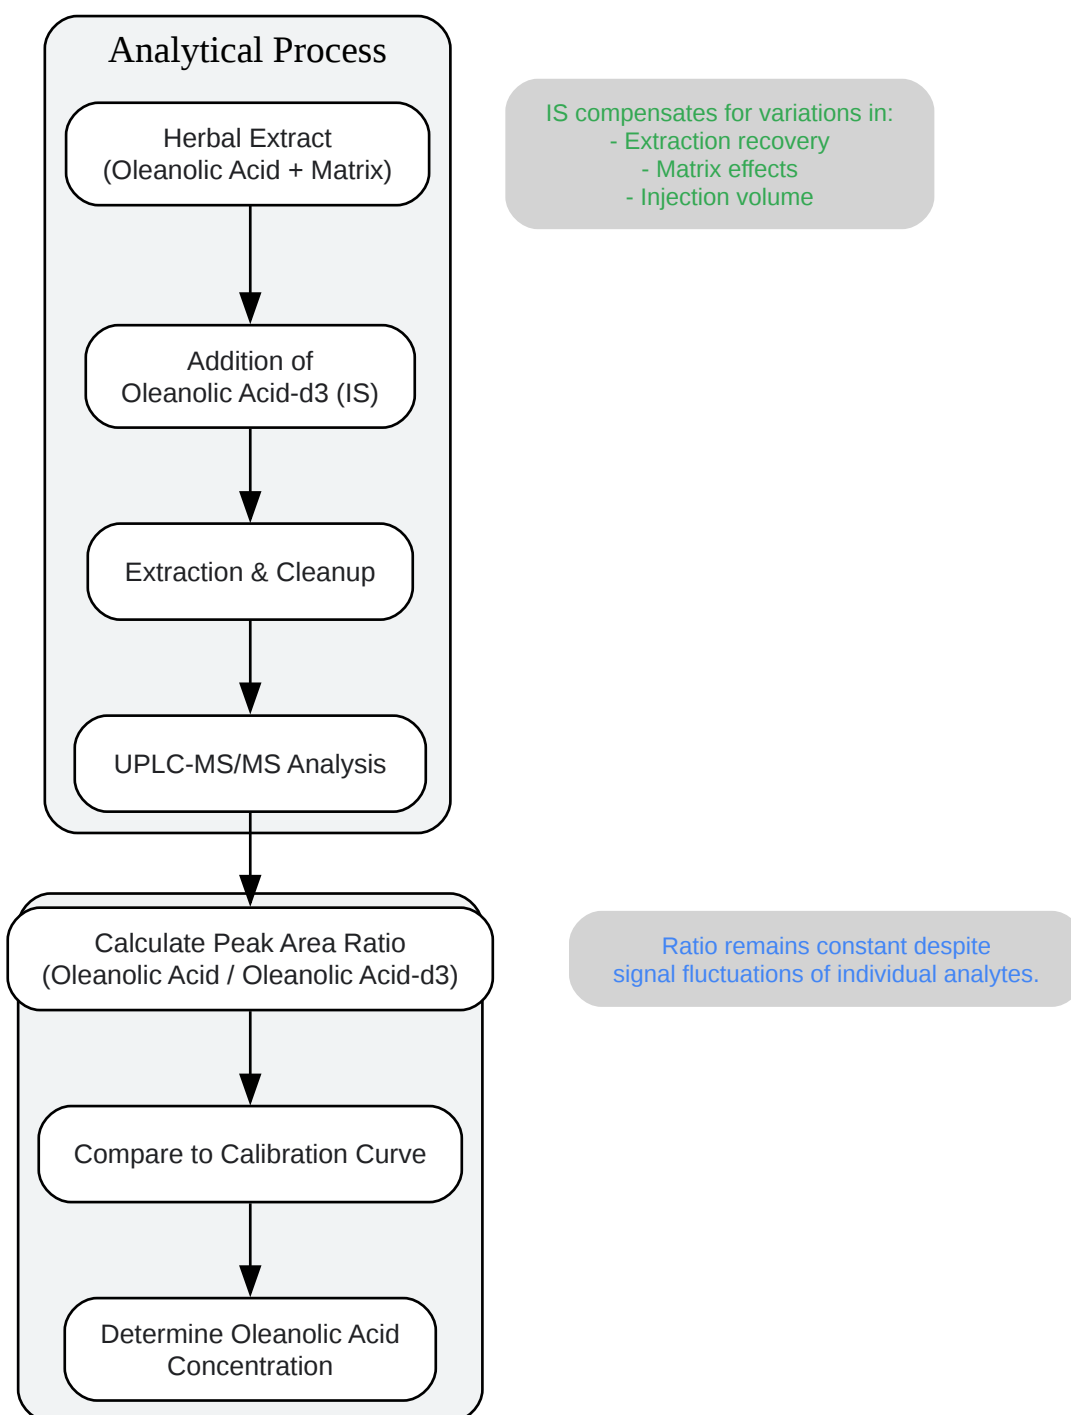 Analytical Process
Herbal Extract
(Oleanolic Acid + Matrix)
IS compensates for variations in:
- Extraction recovery
- Matrix effects
- Injection volume
Addition of
Oleanolic Acid-d3 (IS)
Extraction & Cleanup
UPLC-MS/MS Analysis
Calculate Peak Area Ratio
(Oleanolic Acid / Oleanolic Acid-d3)
Ratio remains constant despite
signal fluctuations of individual analytes.
Compare to Calibration Curve
Determine Oleanolic Acid
Concentration